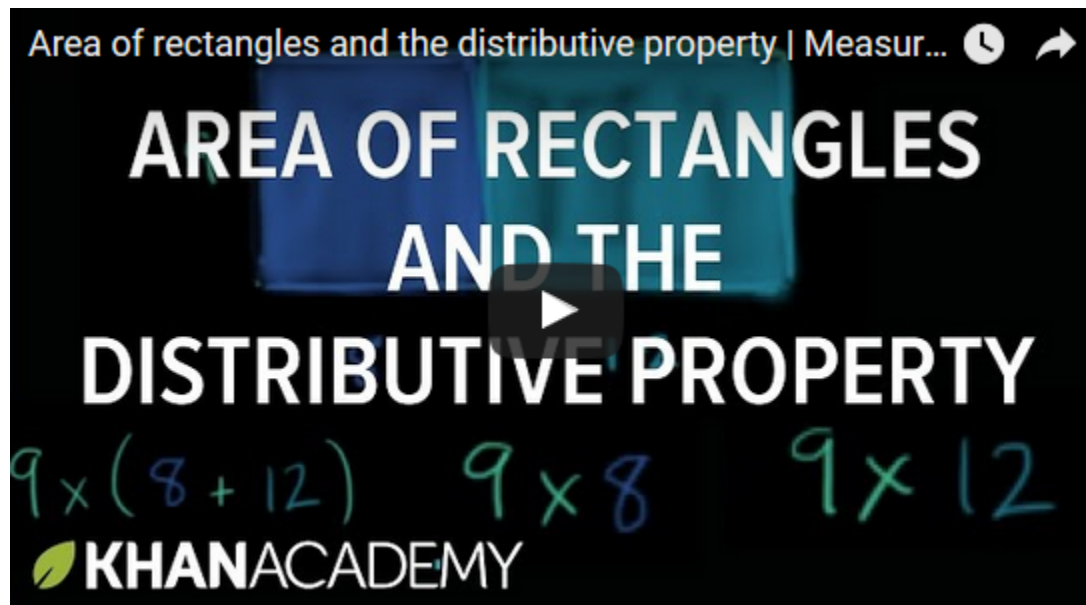 Area of rectangles and the distributive property | Measur...
AREA OF RECTANGLES
AND THE
DISTRIBUTIVE PROPERTY
9 x (8 + 12) 9 x 8 9 x 12
KHANACADEMY